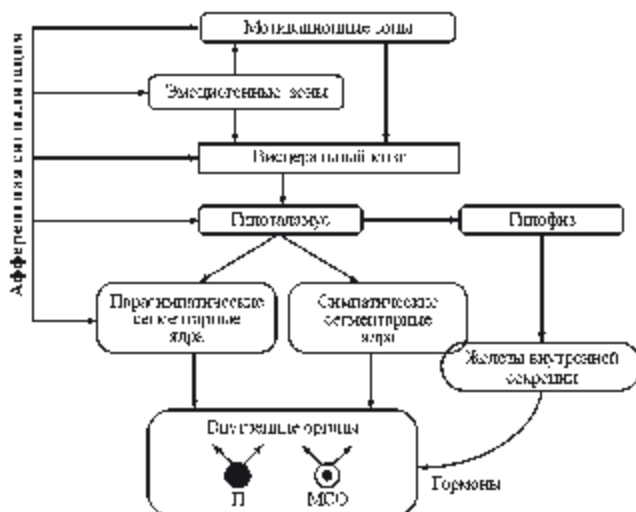 Мотивационные зоны
Эмоциогенные зоны
Висцеральный мозг
Гипоталамус
Гипофиз
Парасимпатические
сегментарные
ядра
Симпатические
сегментарные
ядра
Железы внутренней
секреции
Внутренние органы
П
МСО
Гормоны
Афферентная сигнализация